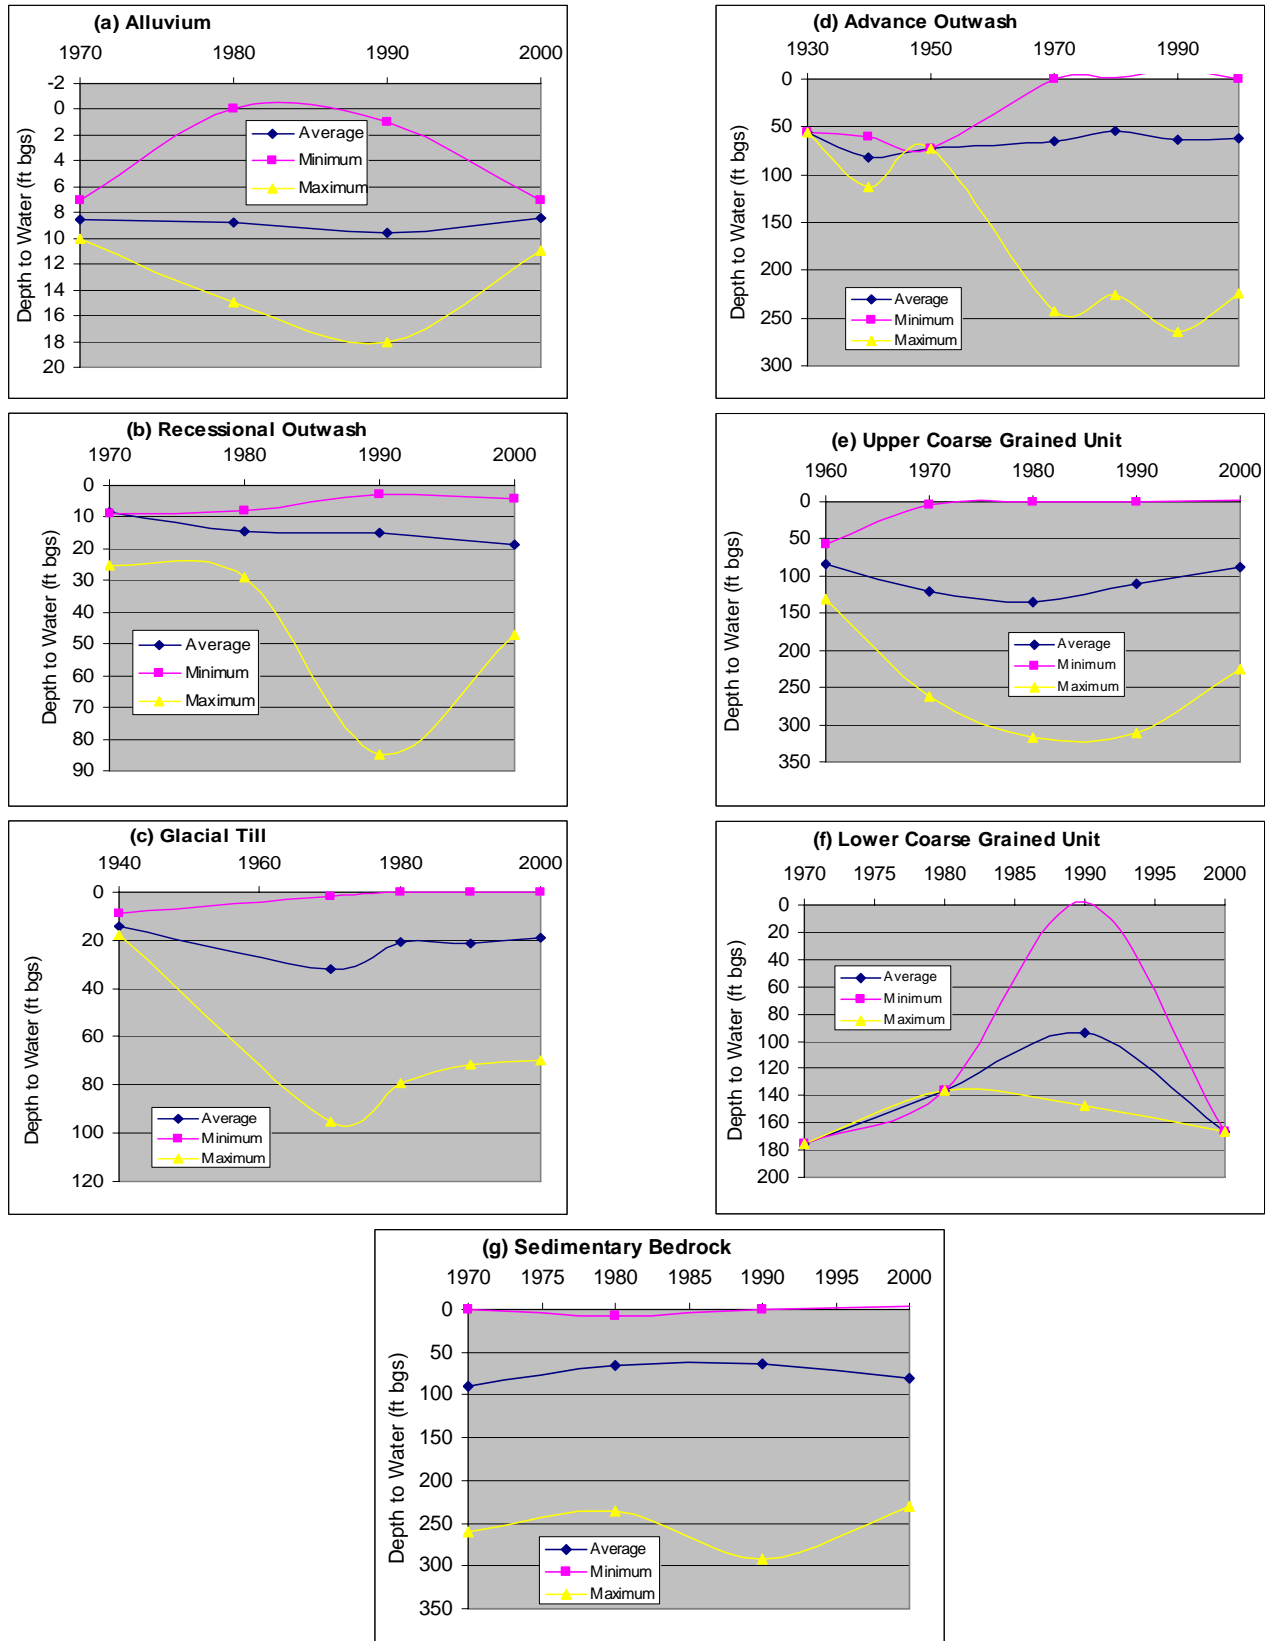 (a) Alluvium
1970 1980 1990 2000
-2
0
2
4
6
8
10
12
14
16
18
20
Depth to Water (ft bgs)
Average
Minimum
Maximum
(b) Recessional Outwash
1970 1980 1990 2000
0
10
20
30
40
50
60
70
80
90
Depth to Water (ft bgs)
Average
Minimum
Maximum
(c) Glacial Till
1940 1960 1980 2000
0
20
40
60
80
100
120
Depth to Water (ft bgs)
Average
Minimum
Maximum
(d) Advance Outwash
1930 1950 1970 1990
0
50
100
150
200
250
300
Depth to Water (ft bgs)
Average
Minimum
Maximum
(e) Upper Coarse Grained Unit
1960 1970 1980 1990 2000
0
50
100
150
200
250
300
350
Depth to Water (ft bgs)
Average
Minimum
Maximum
(f) Lower Coarse Grained Unit
1970 1975 1980 1985 1990 1995 2000
0
20
40
60
80
100
120
140
160
180
200
Depth to Water (ft bgs)
Average
Minimum
Maximum
(g) Sedimentary Bedrock
1970 1975 1980 1985 1990 1995 2000
0
50
100
150
200
250
300
350
Depth to Water (ft bgs)
Average
Minimum
Maximum